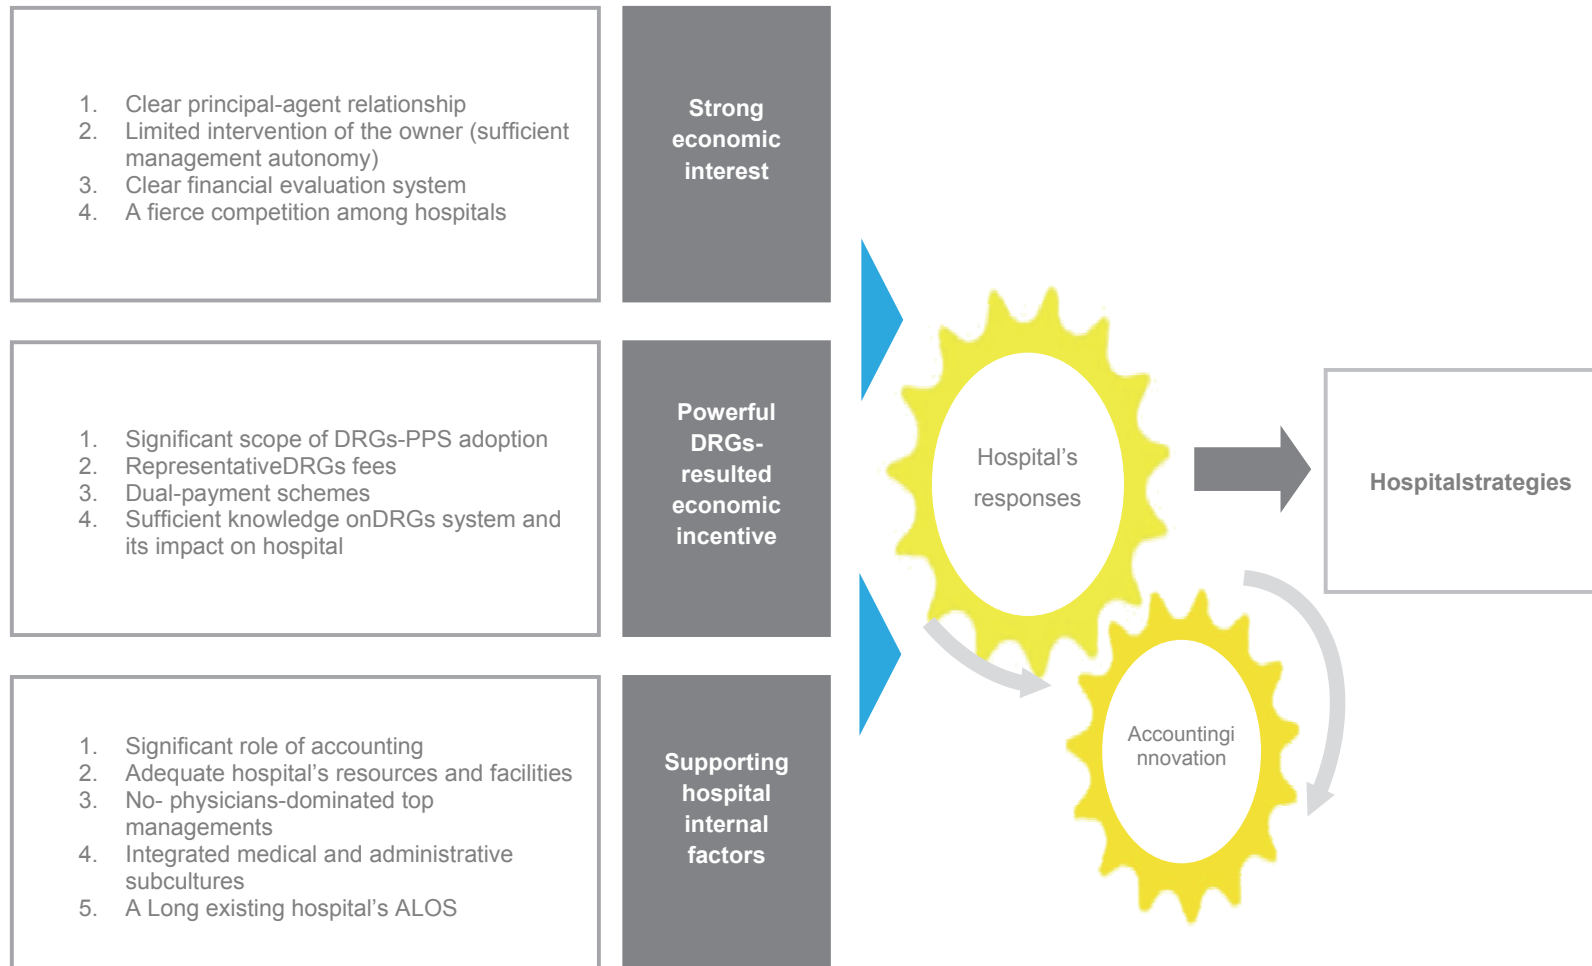 1. Clear principal-agent relationship
2. Limited intervention of the owner (sufficient
management autonomy)
3. Clear financial evaluation system
4. A fierce competition among hospitals
Strong
economic
interest
1. Significant scope of DRGs-PPS adoption
2. RepresentativeDRGs fees
3. Dual-payment schemes
4. Sufficient knowledge onDRGs system and
its impact on hospital
Powerful
DRGs-
resulted
economic
incentive
1. Significant role of accounting
2. Adequate hospital's resources and facilities
3. No- physicians-dominated top
managements
4. Integrated medical and administrative
subcultures
5. A Long existing hospital's ALOS
Supporting
hospital
internal
factors
Hospital's
responses
Accountingi
nnovation
Hospitalstrategies